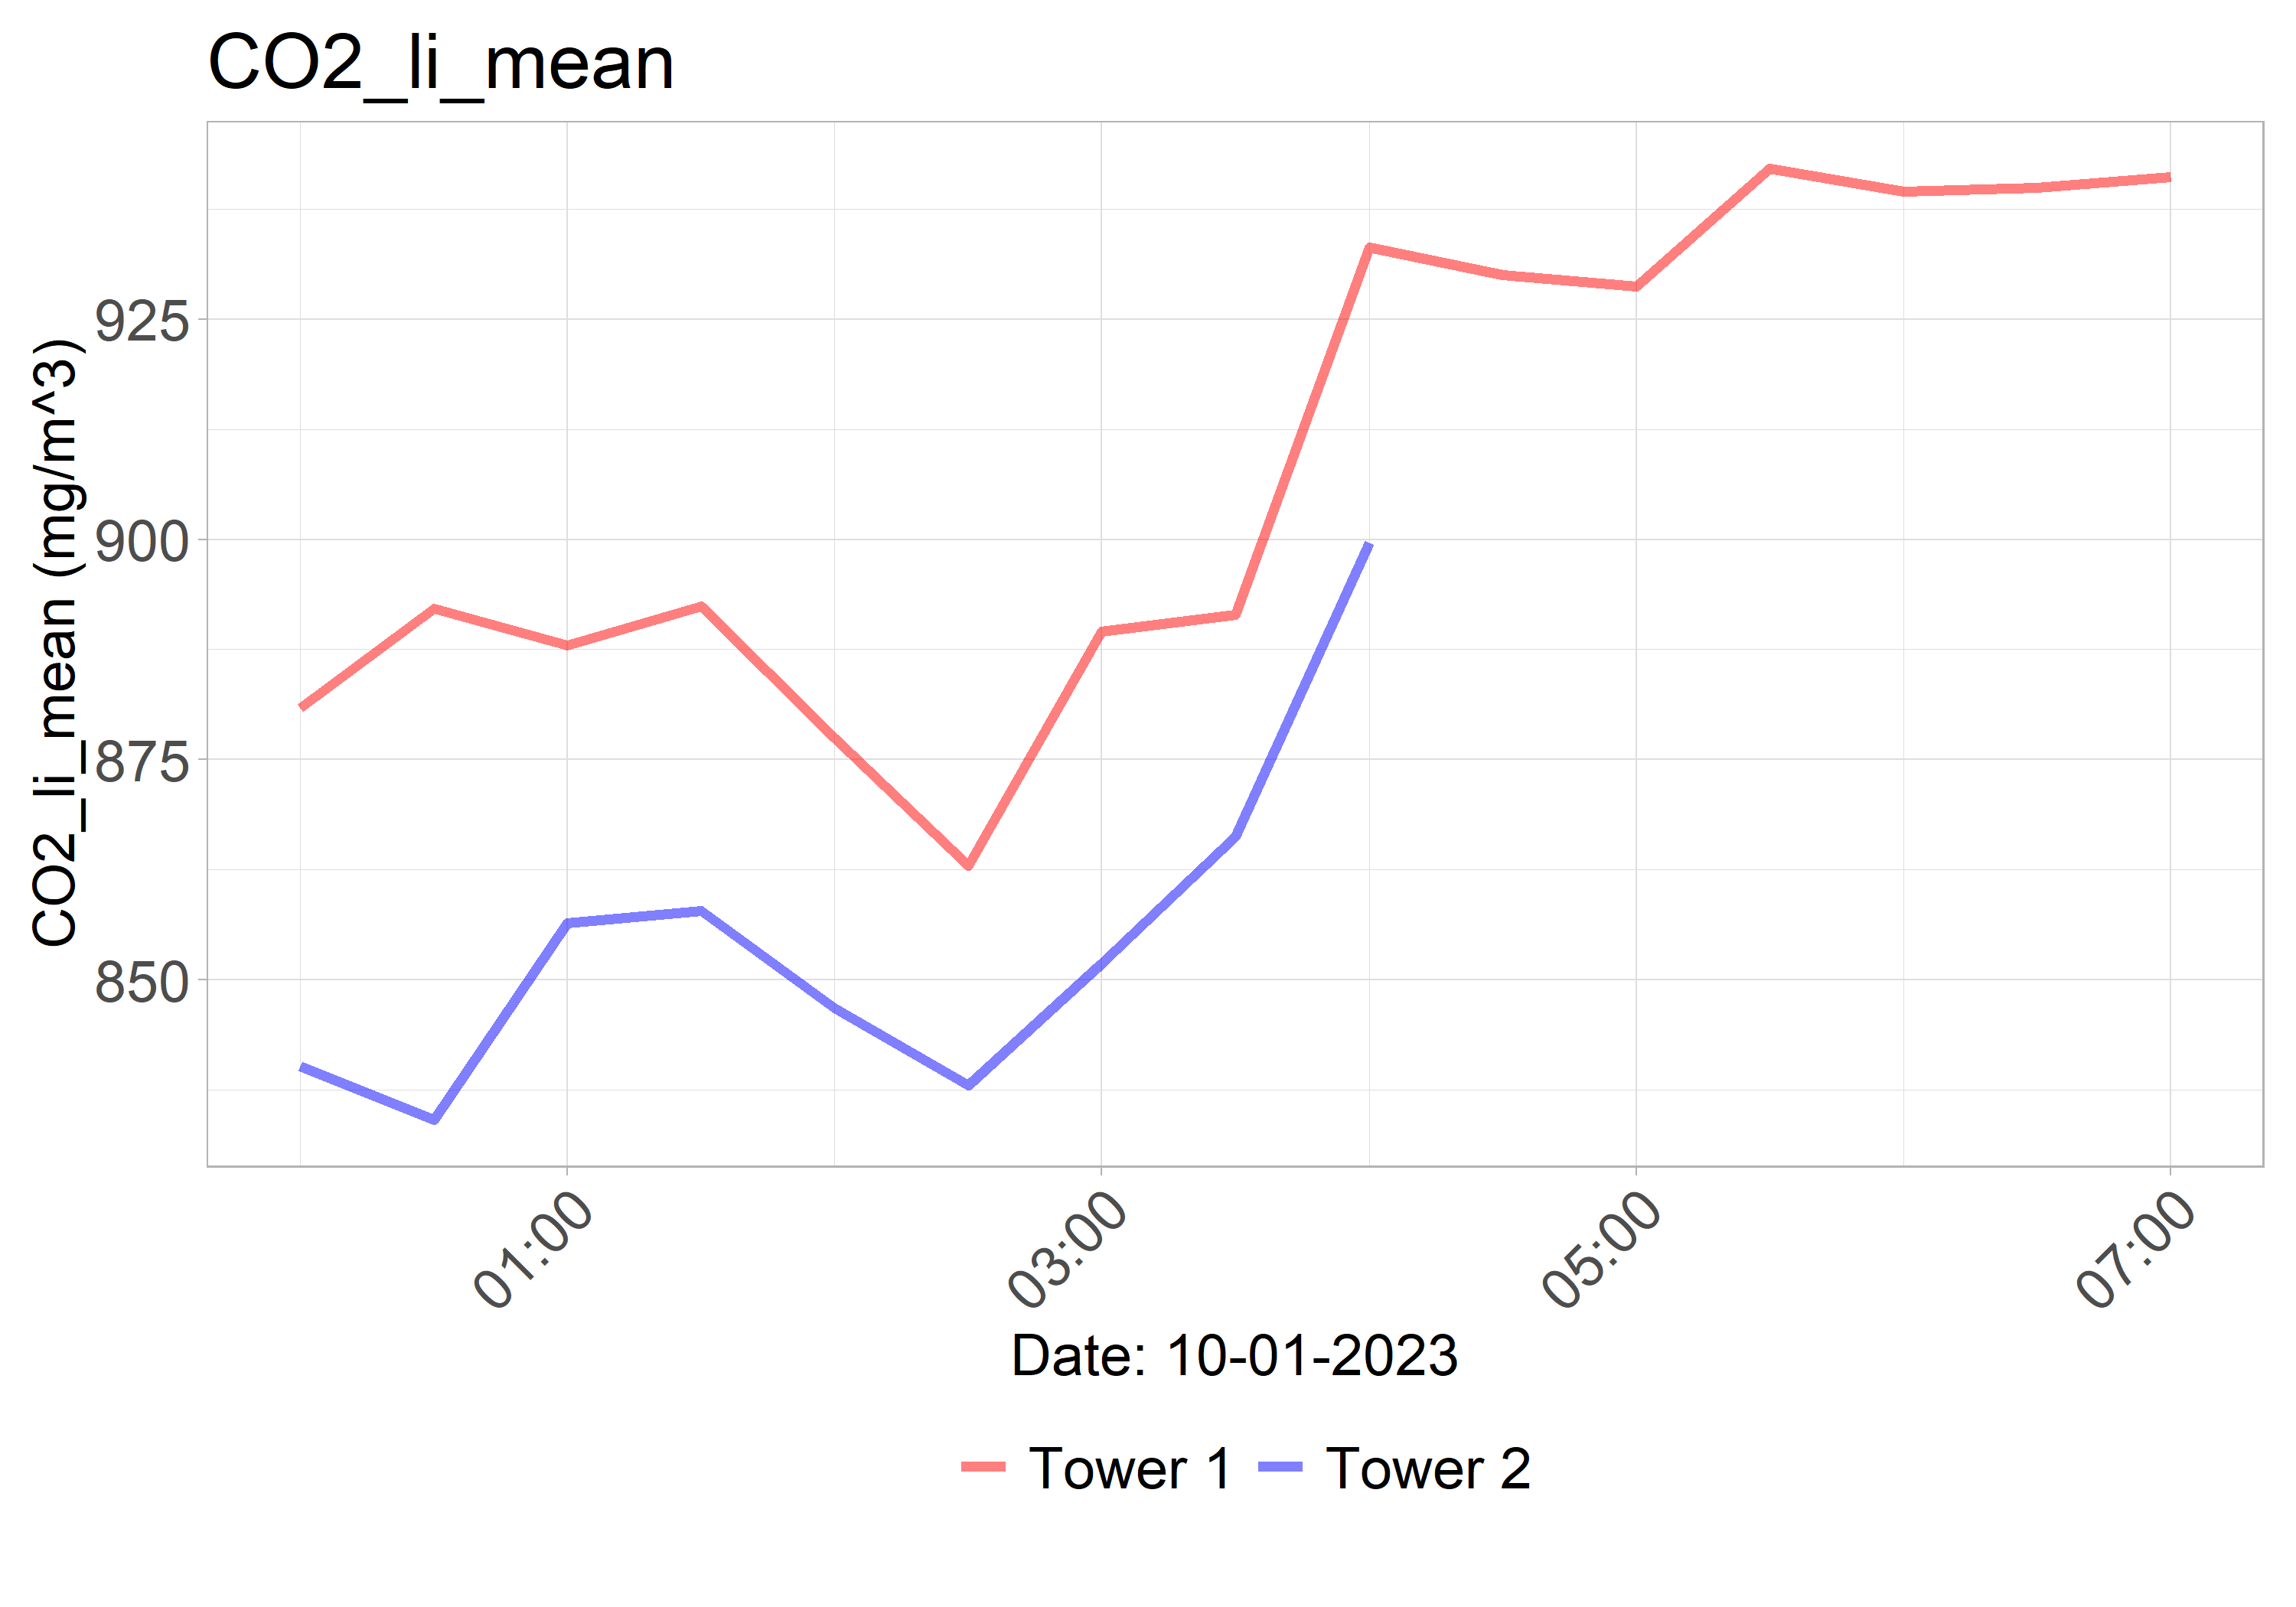 CO2_li_mean
CO2_li_mean (mg/m^3)
925
900
875
850
01:00
03:00
05:00
07:00
Date: 10-01-2023
Tower 1
Tower 2